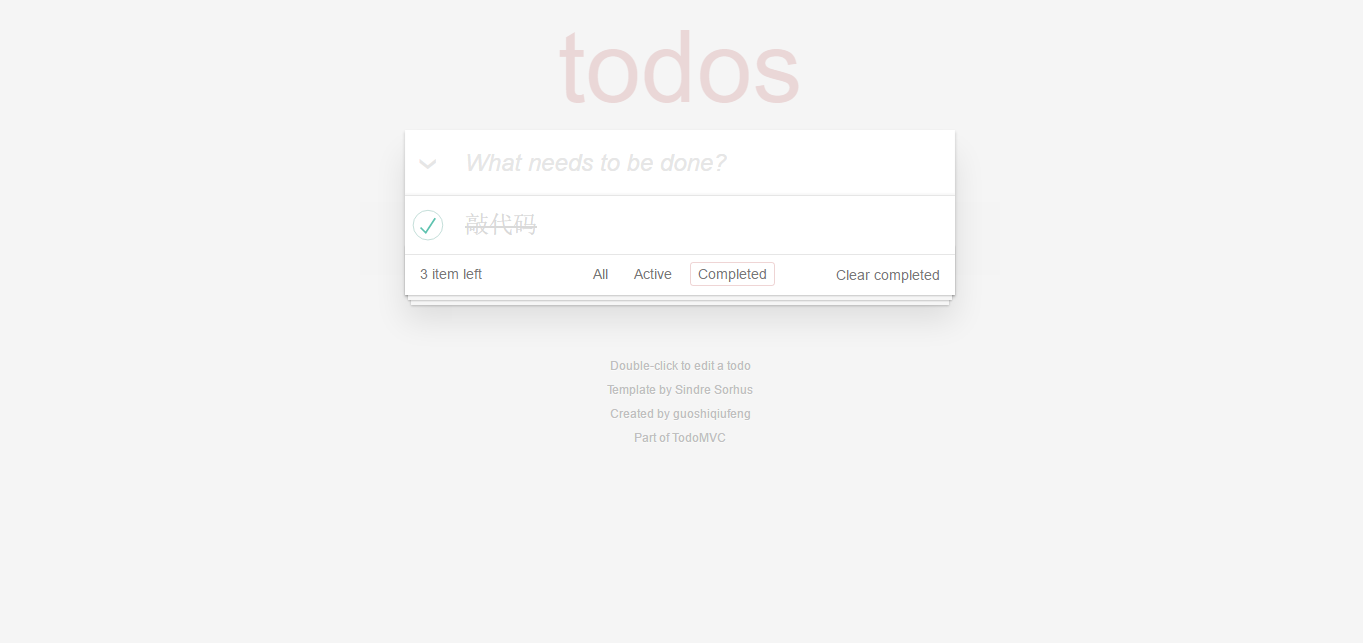 todos
What needs to be done?
敲代码
3 item left All Active Completed Clear completed
Double-click to edit a todo
Template by Sindre Sorhus
Created by guoshiqiufeng
Part of TodoMVC